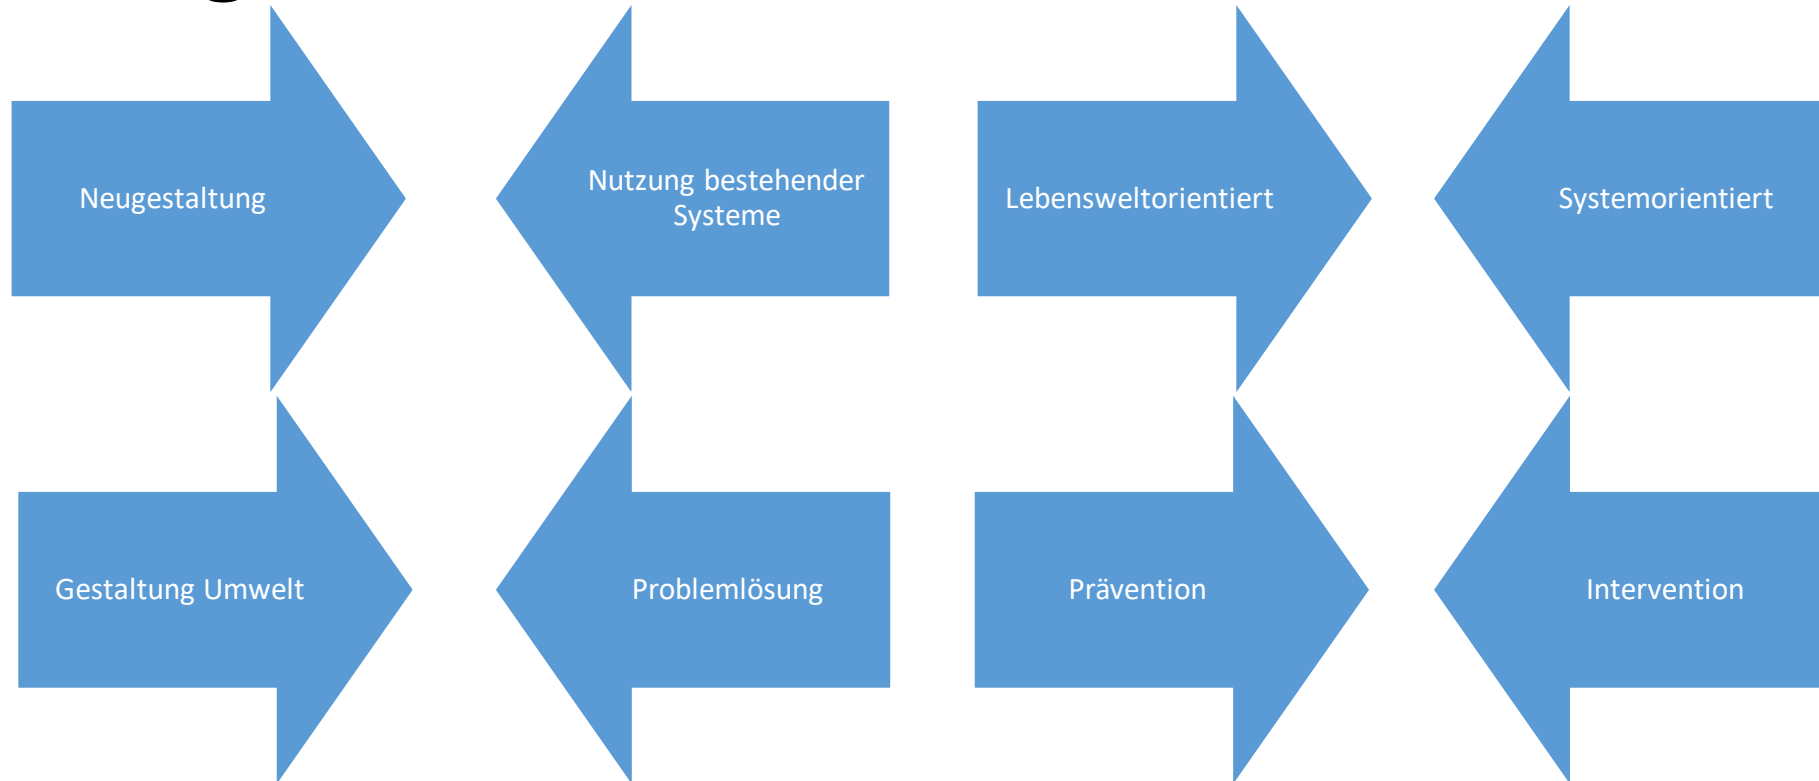 Neugestaltung
Nutzung bestehender
Systeme
Lebensweltorientiert
Systemorientiert
Gestaltung Umwelt
Problemlösung
Prävention
Intervention